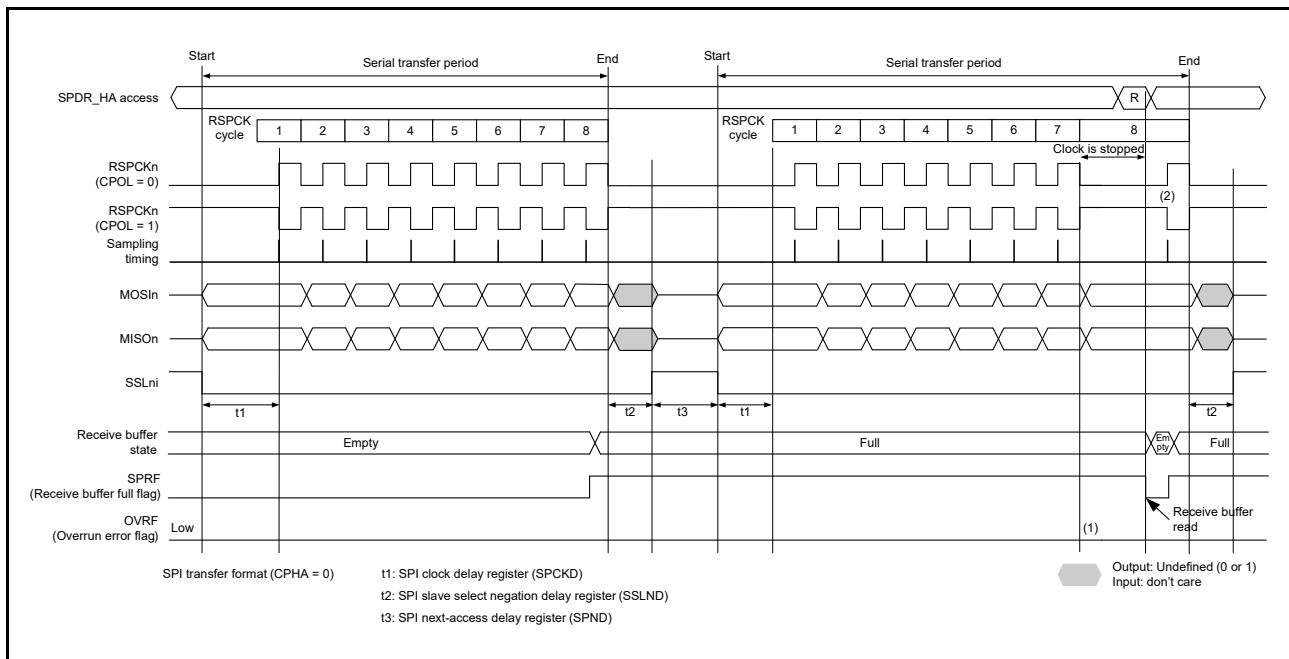 Start
End
Start
End
Serial transfer period
Serial transfer period
SPDR_HA access
R
RSPCK
cycle
1 2 3 4 5 6 7 8
RSPCK
cycle
1 2 3 4 5 6 7 8
Clock is stopped
RSPCKn
(CPOL = 0)
(2)
RSPCKn
(CPOL = 1)
Sampling
timing
MOSIn
MISOn
SSLni
t1
t2
t3
t1
t2
Receive buffer
state
Empty
Full
Em
pty
Full
SPRF
(Receive buffer full flag)
Receive buffer
read
OVRF
(Overrun error flag)
Low
(1)
SPI transfer format (CPHA = 0)
t1: SPI clock delay register (SPCKD)
t2: SPI slave select negation delay register (SSLND)
t3: SPI next-access delay register (SPND)
Output: Undefined (0 or 1)
Input: don't care